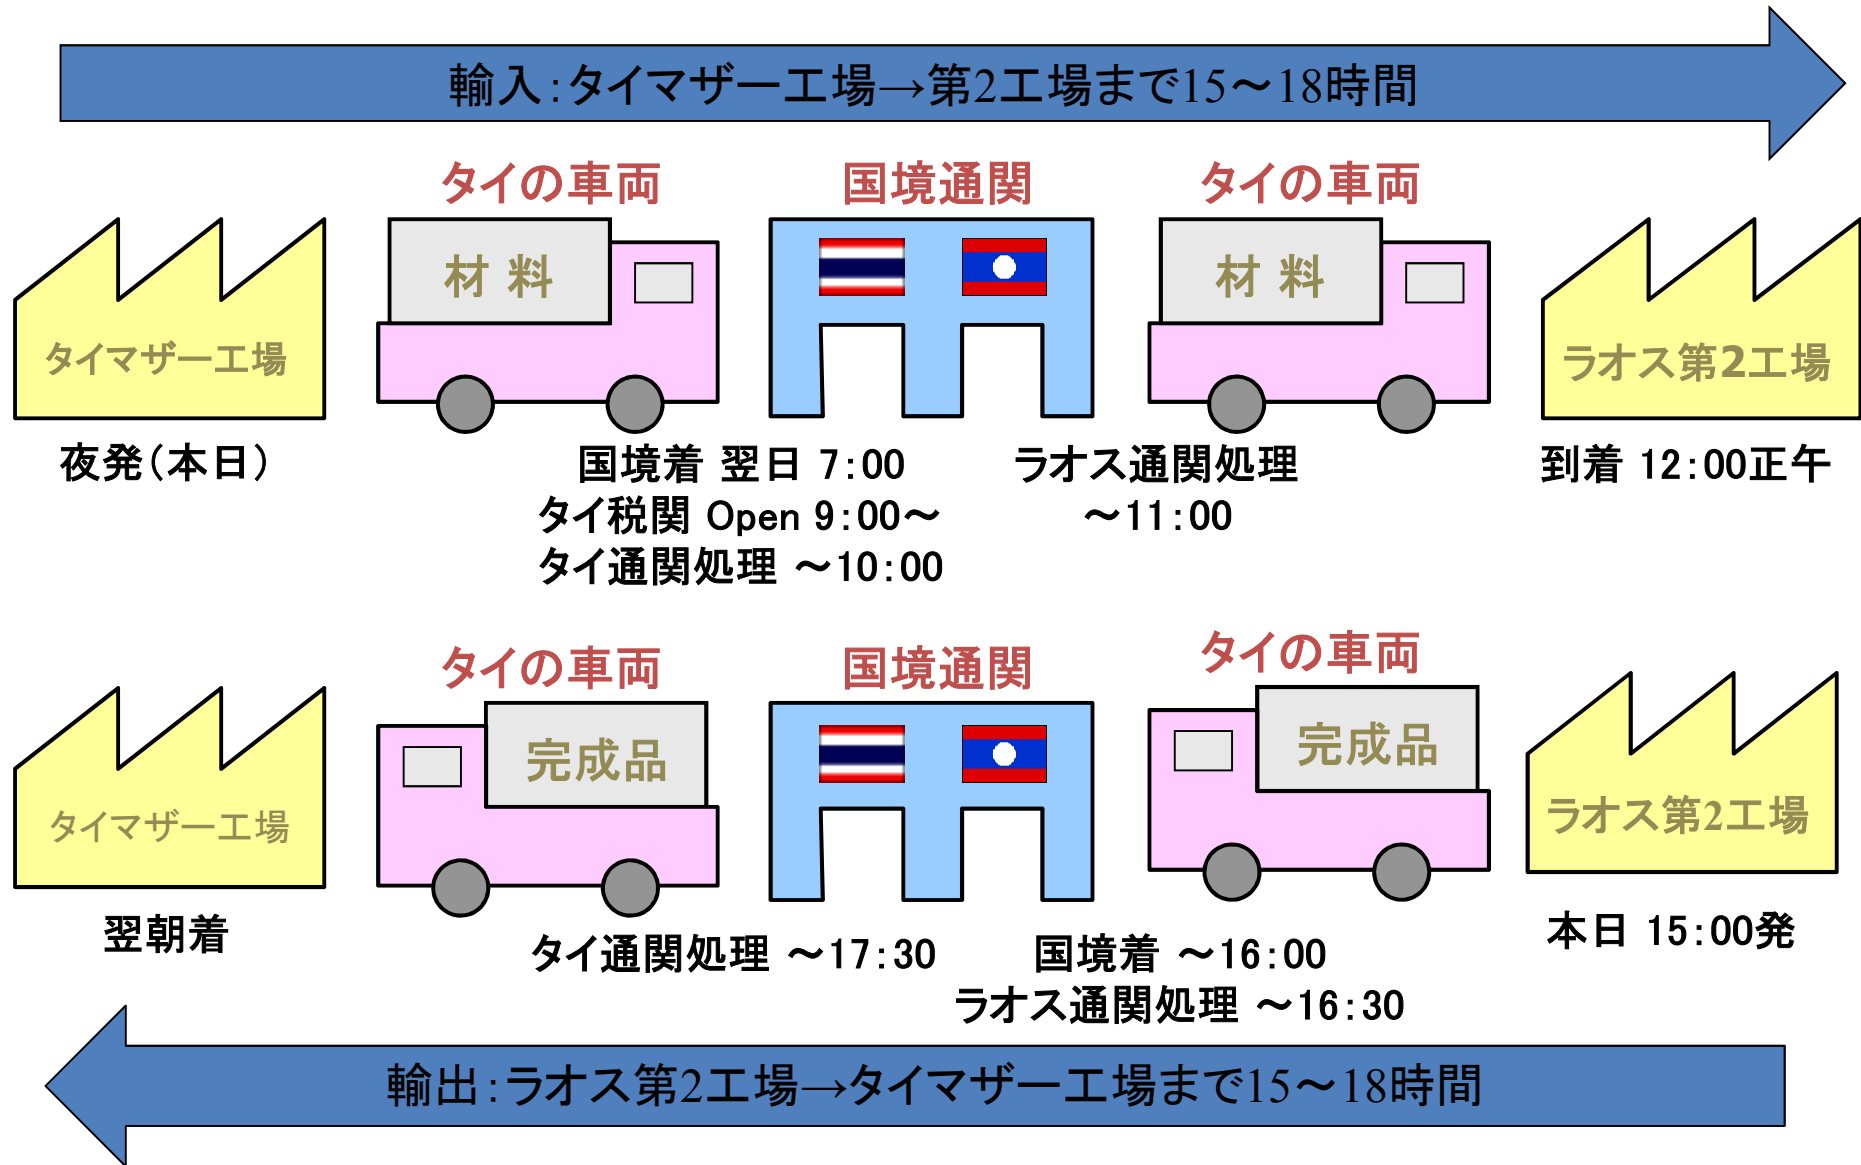 輸入：タイマザー工場→第2工場まで15～18時間
タイの車両
国境通関
タイの車両
材 料
材 料
タイマザー工場
ラオス第2工場
夜発（本日）
国境着 翌日 7：00
タイ税関 Open 9：00～
タイ通関処理 ～10：00
ラオス通関処理
～11：00
到着 12：00正午
タイの車両
国境通関
タイの車両
完成品
完成品
タイマザー工場
ラオス第2工場
翌朝着
タイ通関処理 ～17：30
国境着 ～16：00
ラオス通関処理 ～16：30
本日 15：00発
輸出：ラオス第2工場→タイマザー工場まで15～18時間